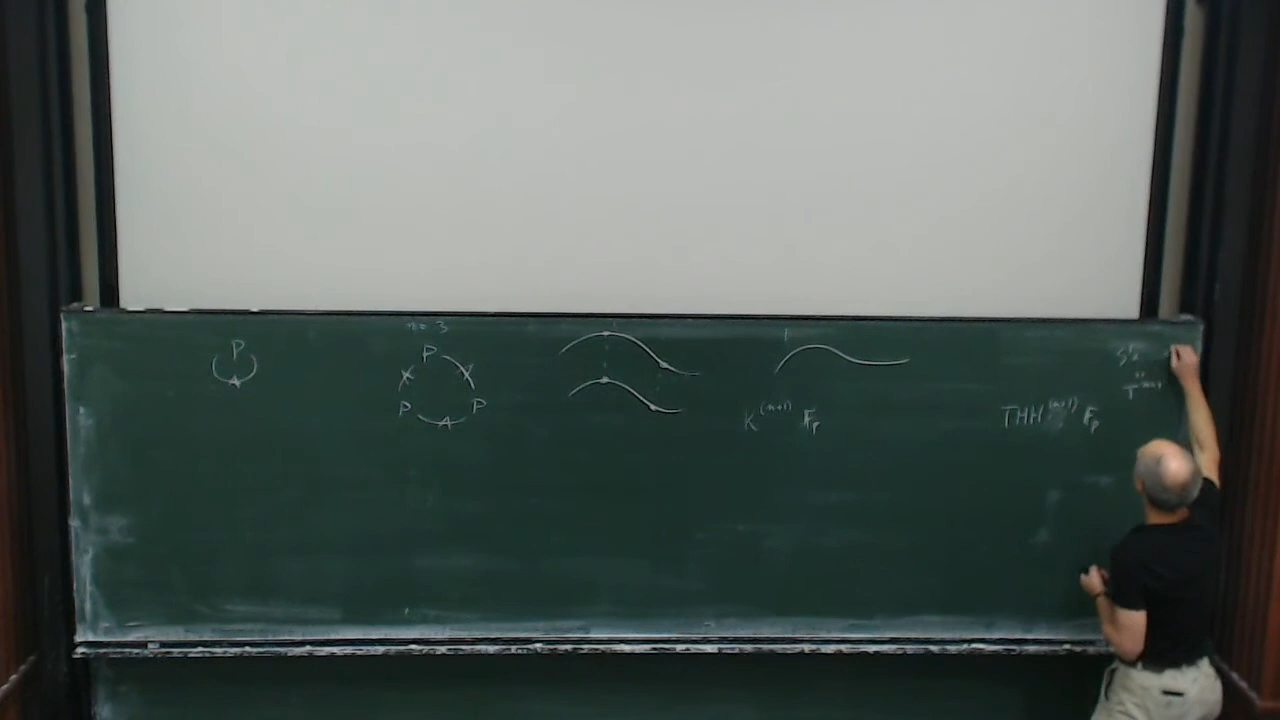 P
n = 3
P
P P
K^{(n+1)} F_p
THH^{(n+1)} F_p